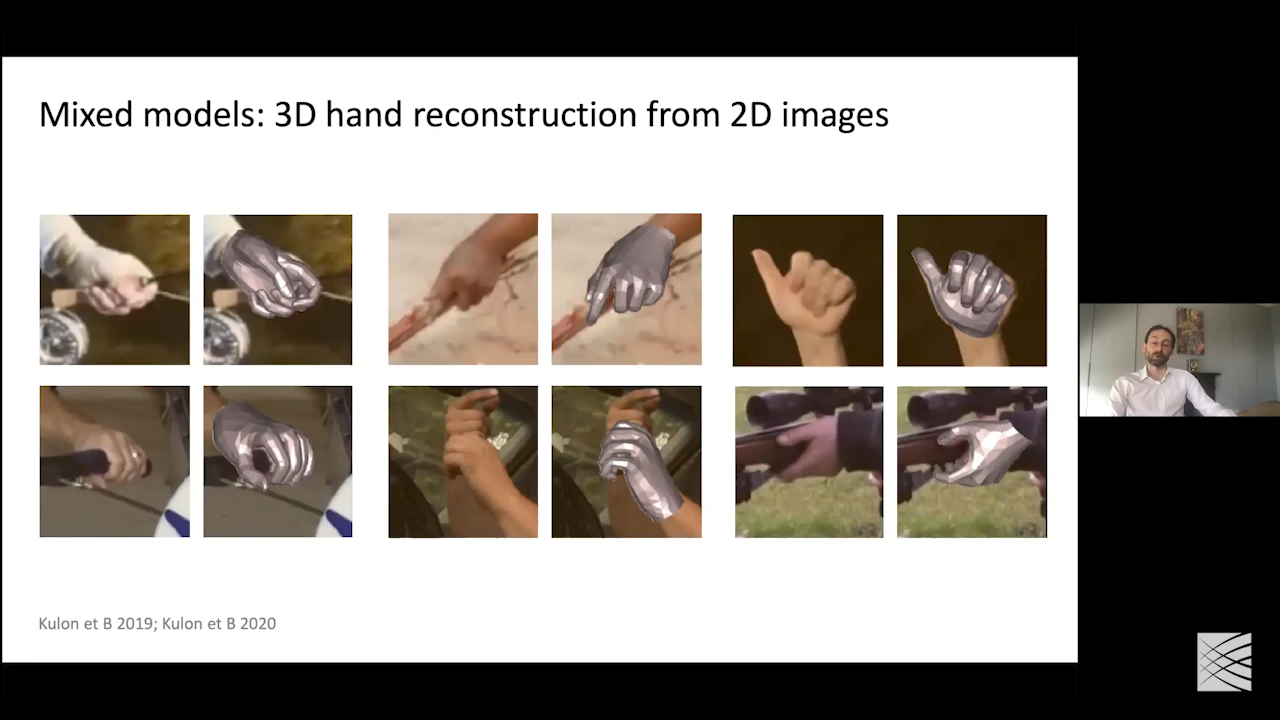 Mixed models: 3D hand reconstruction from 2D images
Kulon et B 2019; Kulon et B 2020